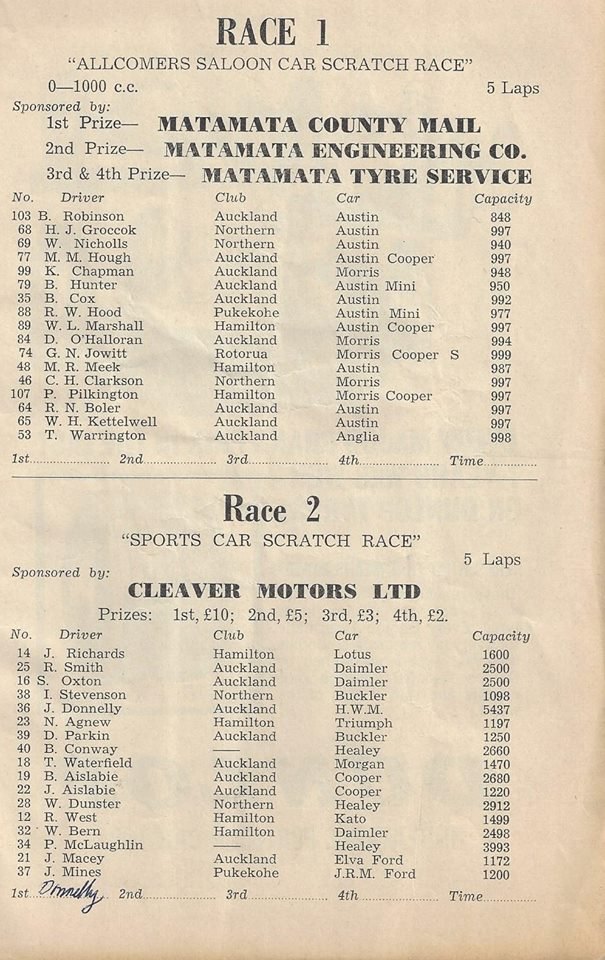 RACE 1
"ALLCOMERS SALOON CAR SCRATCH RACE"
0—1000 c.c. 5 Laps
Sponsored by:
1st Prize— MATAMATA COUNTY MAIL
2nd Prize— MATAMATA ENGINEERING CO.
3rd & 4th Prize— MATAMATA TYRE SERVICE
No. Driver Club Car Capacity
103 B. Robinson Auckland Austin 848
68 H. J. Groccok Northern Austin 997
69 W. Nicholls Northern Austin 940
77 M. M. Hough Auckland Austin Cooper 997
99 K. Chapman Auckland Morris 948
79 B. Hunter Auckland Austin Mini 950
35 B. Cox Auckland Austin 992
88 R. W. Hood Pukekohe Austin Mini 977
89 W. L. Marshall Hamilton Austin Cooper 997
84 D. O'Halloran Auckland Morris 994
74 G. N. Jowitt Rotorua Morris Cooper S 999
48 M. R. Meek Hamilton Austin 987
46 C. H. Clarkson Northern Morris 997
107 P. Pilkington Hamilton Morris Cooper 997
64 R. N. Boler Auckland Austin 997
65 W. H. Kettelwell Auckland Austin 997
53 T. Warrington Auckland Anglia 998
1st.................... 2nd.................... 3rd.................... 4th.................... Time..............
Race 2
"SPORTS CAR SCRATCH RACE"
5 Laps
Sponsored by:
CLEAVER MOTORS LTD
Prizes: 1st, £10; 2nd, £5; 3rd, £3; 4th, £2.
No. Driver Club Car Capacity
14 J. Richards Hamilton Lotus 1600
25 R. Smith Auckland Daimler 2500
16 S. Oxton Auckland Daimler 2500
38 I. Stevenson Northern Buckler 1098
36 J. Donnelly Auckland H.W.M. 5437
23 N. Agnew Hamilton Triumph 1197
39 D. Parkin Auckland Buckler 1250
40 B. Conway —— Healey 2660
18 T. Waterfield Auckland Morgan 1470
19 B. Aislabie Auckland Cooper 2680
22 J. Aislabie Auckland Cooper 1220
28 W. Dunster Northern Healey 2912
12 R. West Hamilton Kato 1499
32 W. Bern Hamilton Daimler 2498
34 P. McLaughlin —— Healey 3993
21 J. Macey Auckland Elva Ford 1172
37 J. Mines Pukekohe J.R.M. Ford 1200
1st... Donnelly. 2nd.................... 3rd.................... 4th.................... Time..............